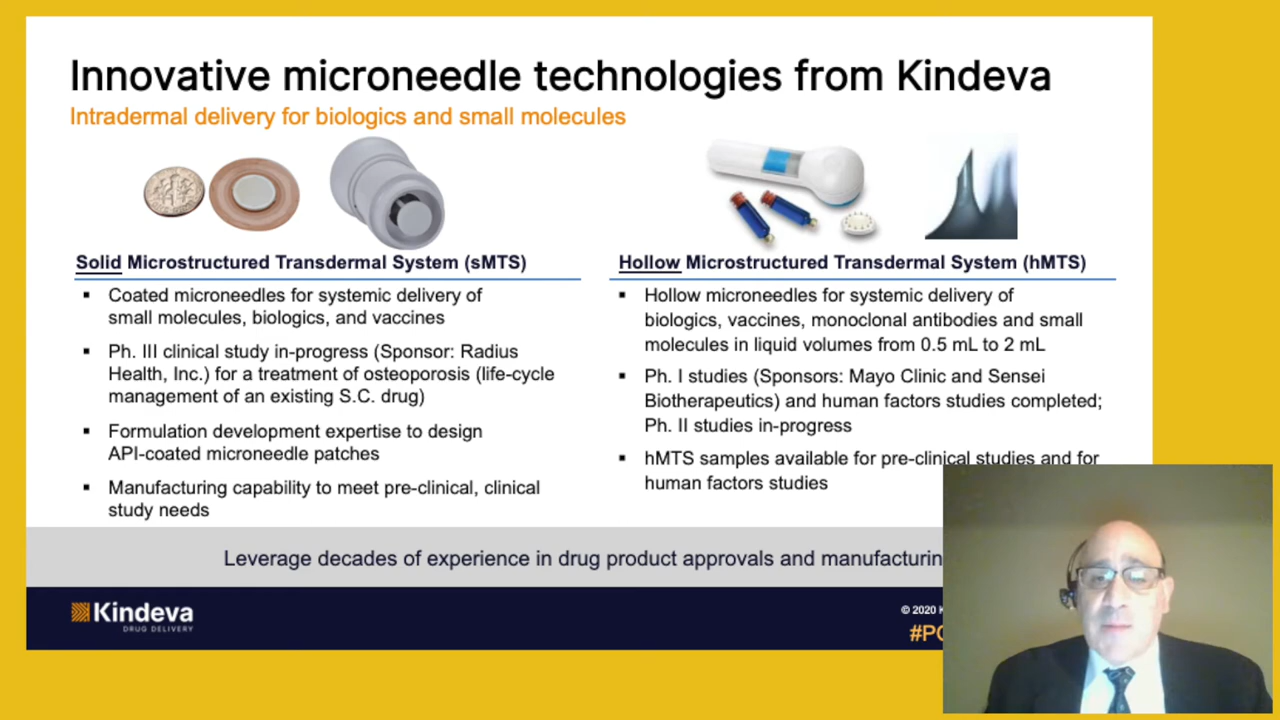 Innovative microneedle technologies from Kindeva
Intradermal delivery for biologics and small molecules
Solid Microstructured Transdermal System (sMTS)
▪ Coated microneedles for systemic delivery of
small molecules, biologics, and vaccines
▪ Ph. III clinical study in-progress (Sponsor: Radius
Health, Inc.) for a treatment of osteoporosis (life-cycle
management of an existing S.C. drug)
▪ Formulation development expertise to design
API-coated microneedle patches
▪ Manufacturing capability to meet pre-clinical, clinical
study needs
Hollow Microstructured Transdermal System (hMTS)
▪ Hollow microneedles for systemic delivery of
biologics, vaccines, monoclonal antibodies and small
molecules in liquid volumes from 0.5 mL to 2 mL
▪ Ph. I studies (Sponsors: Mayo Clinic and Sensei
Biotherapeutics) and human factors studies completed;
Ph. II studies in-progress
▪ hMTS samples available for pre-clinical studies and for
human factors studies
Leverage decades of experience in drug product approvals and
Kindeva
DRUG DELIVERY
© 2020